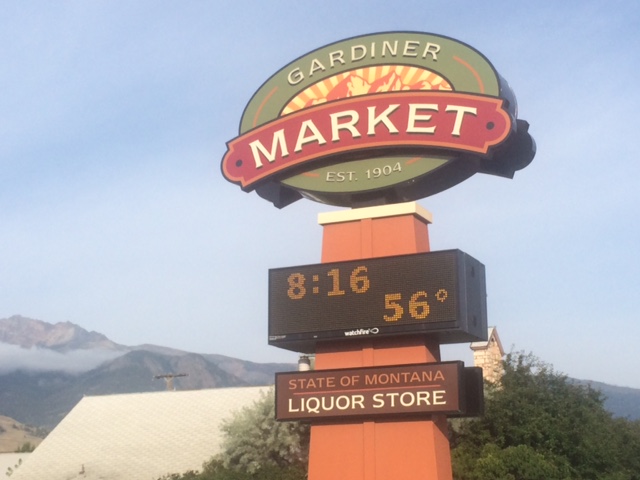 GARDINER
MARKET
EST. 1904
8:16
56°
watchfire
STATE OF MONTANA
LIQUOR STORE